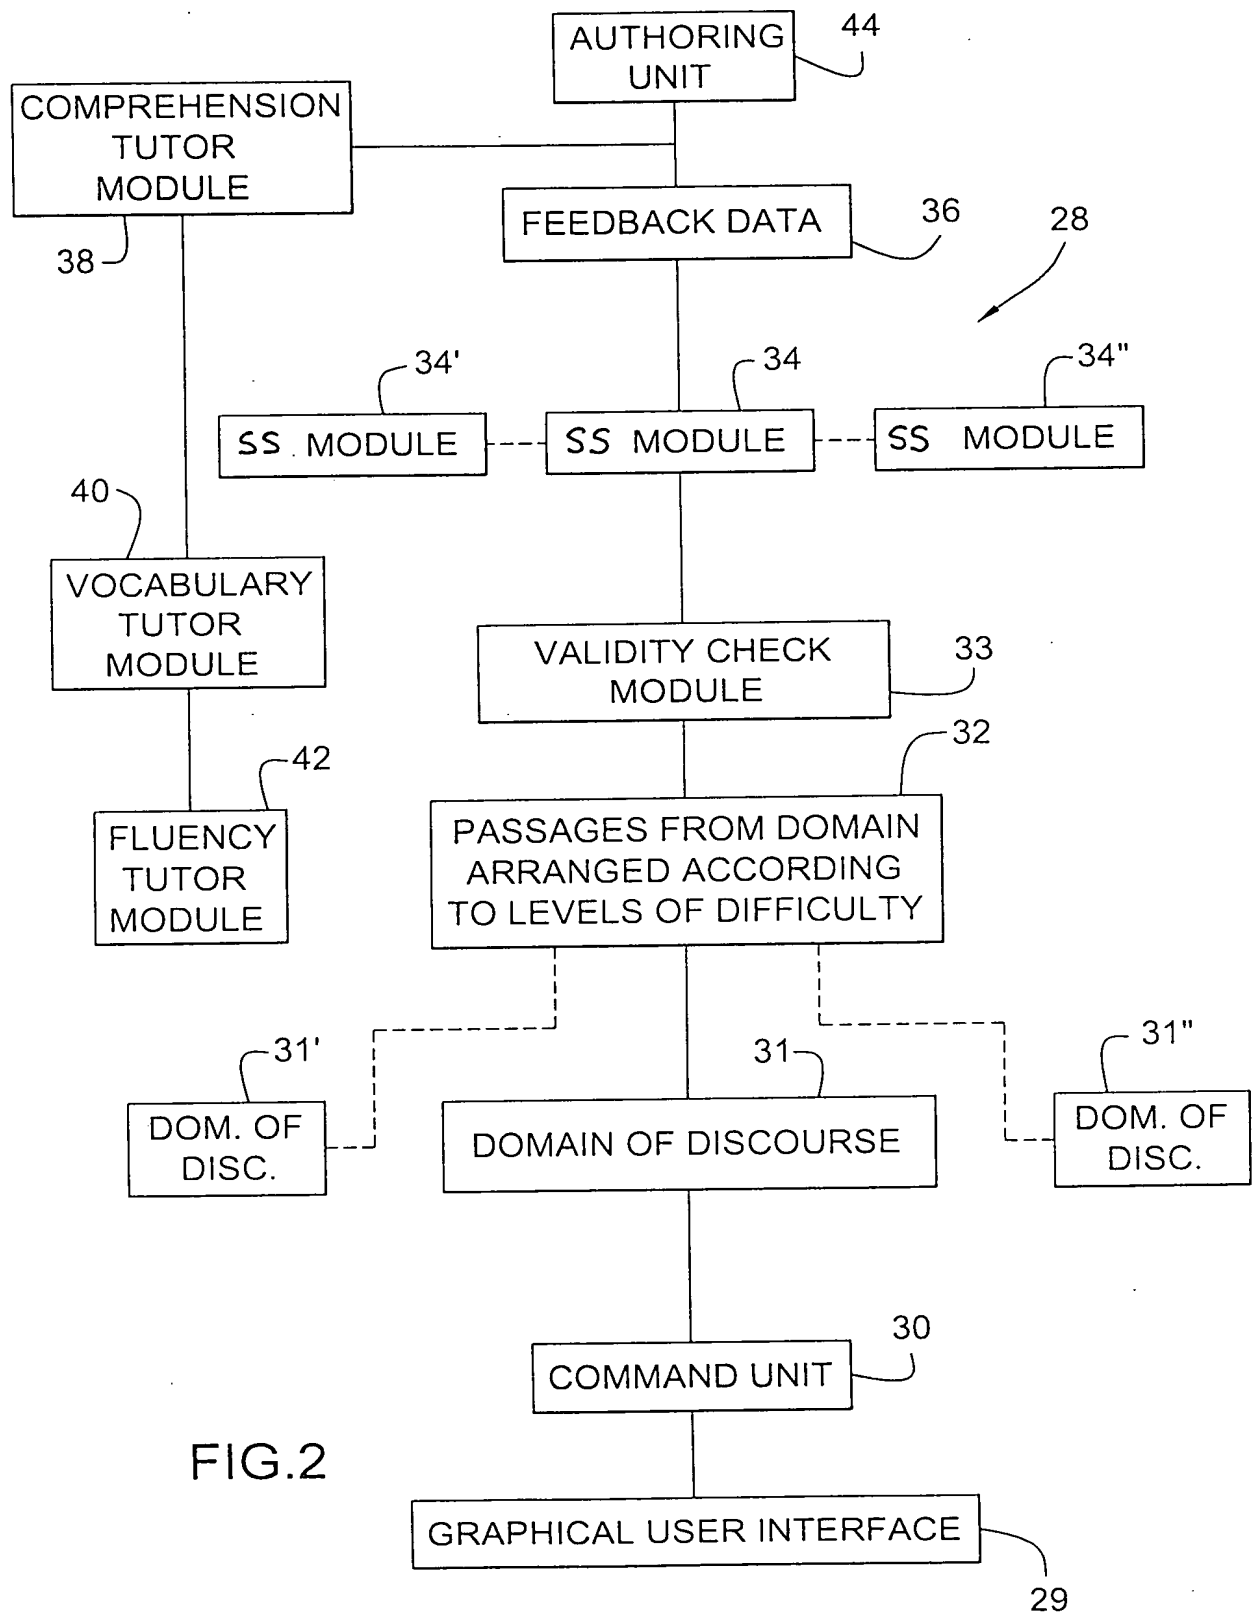 AUTHORING
UNIT
44
COMPREHENSION
TUTOR
MODULE
38
FEEDBACK DATA
36
28
34'
34
34"
SS MODULE
SS MODULE
SS MODULE
40
VOCABULARY
TUTOR
MODULE
VALIDITY CHECK
MODULE
33
42
32
FLUENCY
TUTOR
MODULE
PASSAGES FROM DOMAIN
ARRANGED ACCORDING
TO LEVELS OF DIFFICULTY
31'
31
31"
DOM. OF
DISC.
DOMAIN OF DISCOURSE
DOM. OF
DISC.
30
COMMAND UNIT
FIG.2
GRAPHICAL USER INTERFACE
29